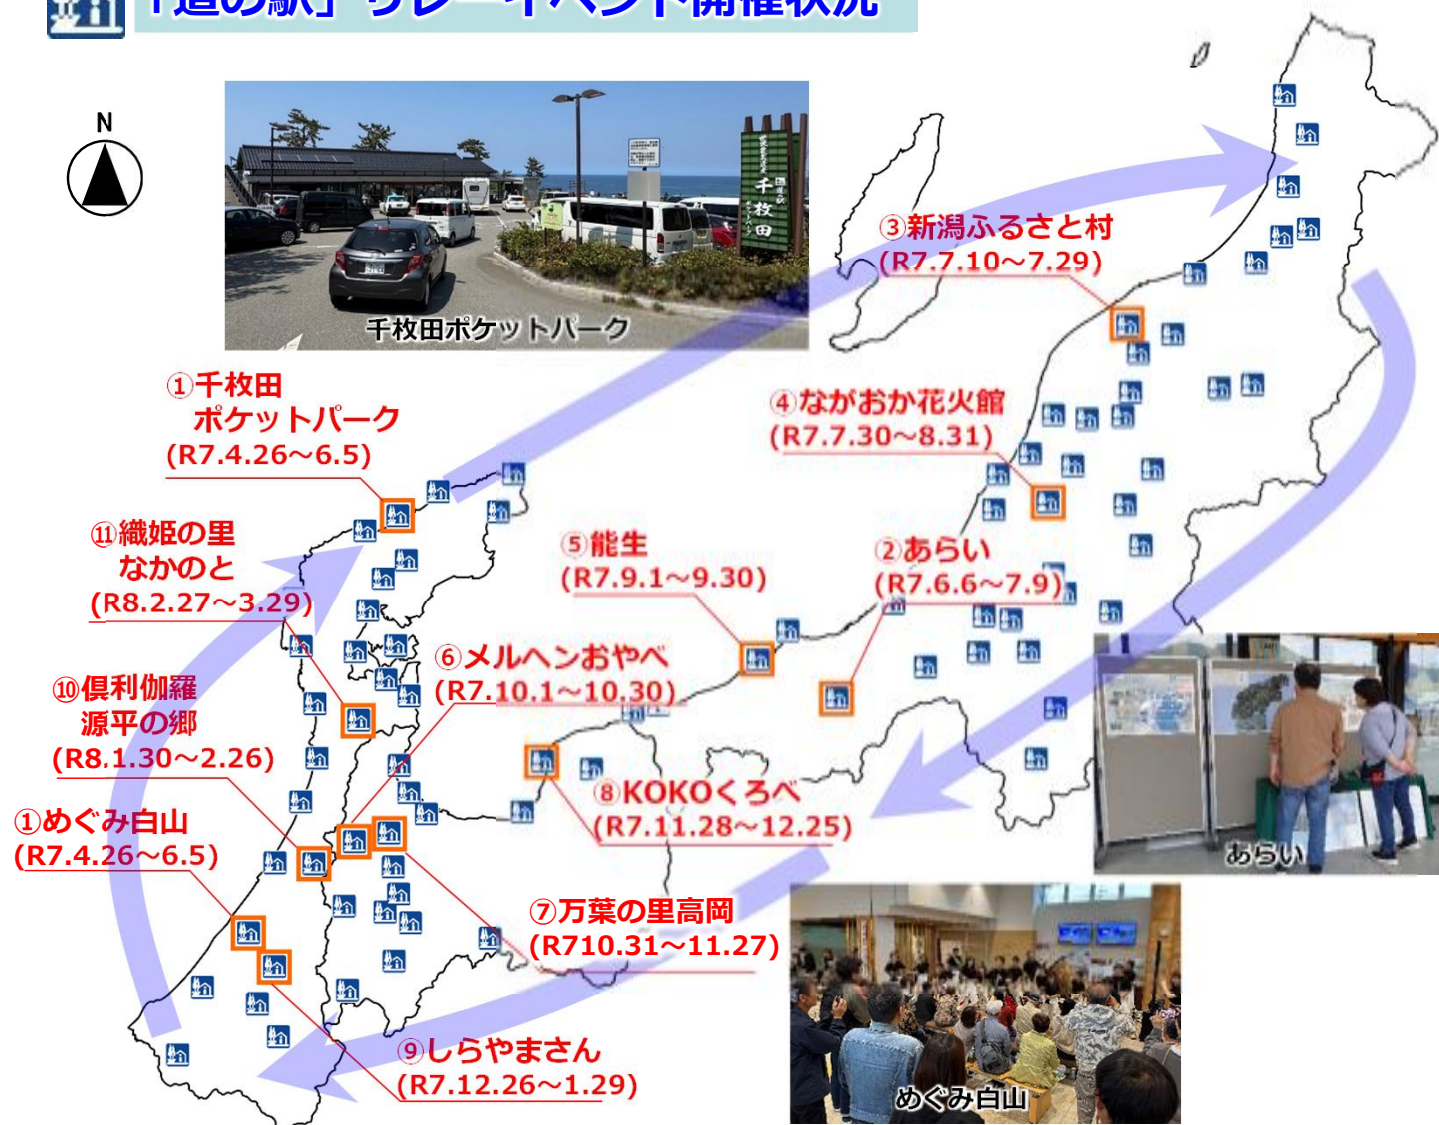 「道の駅」リレーイベント開催状況
N
千枚田
千枚田ポケットパーク
③新潟ふるさと村
(R7.7.10～7.29)
①千枚田
ポケットパーク
(R7.4.26～6.5)
④ながおか花火館
(R7.7.30～8.31)
⑪織姫の里
なかのと
(R8.2.27～3.29)
⑤能生
(R7.9.1～9.30)
②あらい
(R7.6.6～7.9)
⑥メルヘンおやべ
(R7.10.1～10.30)
⑩倶利伽羅
源平の郷
(R8.1.30～2.26)
⑧KOKOくろべ
(R7.11.28～12.25)
①めぐみ白山
(R7.4.26～6.5)
あらい
⑦万葉の里高岡
(R710.31～11.27)
⑨しらやまさん
(R7.12.26～1.29)
めぐみ白山